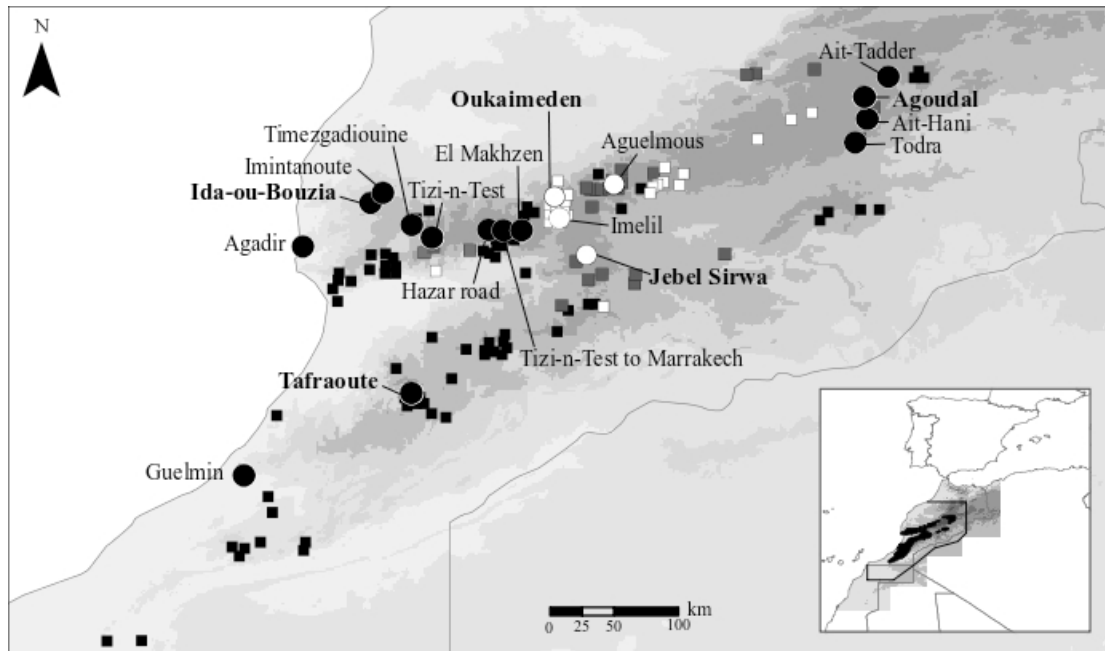 N
Ait-Tadder
Oukaimeden
Agoudal
Timezgadiouine
El Makhzen
Aguelmous
Ait-Hani
Imintanoute
Todra
Ida-ou-Bouzia
Tizi-n-Test
Imelil
Agadir
Jebel Sirwa
Hazar road
Tizi-n-Test to Marrakech
Tafraoute
Guelmin
km
0 25 50 100